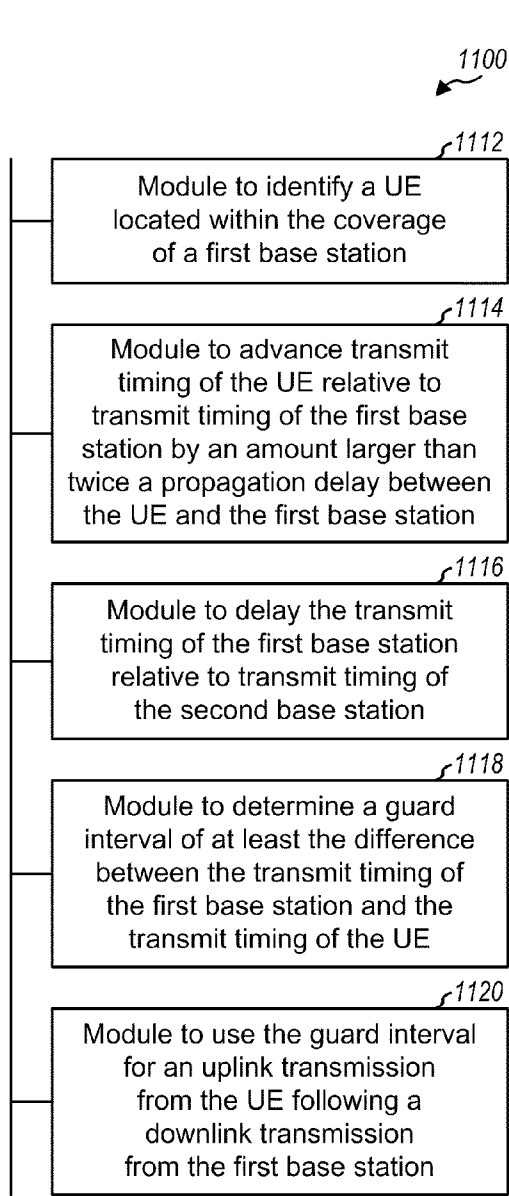 1100
1112
Module to identify a UE
located within the coverage
of a first base station
1114
Module to advance transmit
timing of the UE relative to
transmit timing of the first base
station by an amount larger than
twice a propagation delay between
the UE and the first base station
1116
Module to delay the transmit
timing of the first base station
relative to transmit timing of
the second base station
1118
Module to determine a guard
interval of at least the difference
between the transmit timing of
the first base station and the
transmit timing of the UE
1120
Module to use the guard interval
for an uplink transmission
from the UE following a
downlink transmission
from the first base station